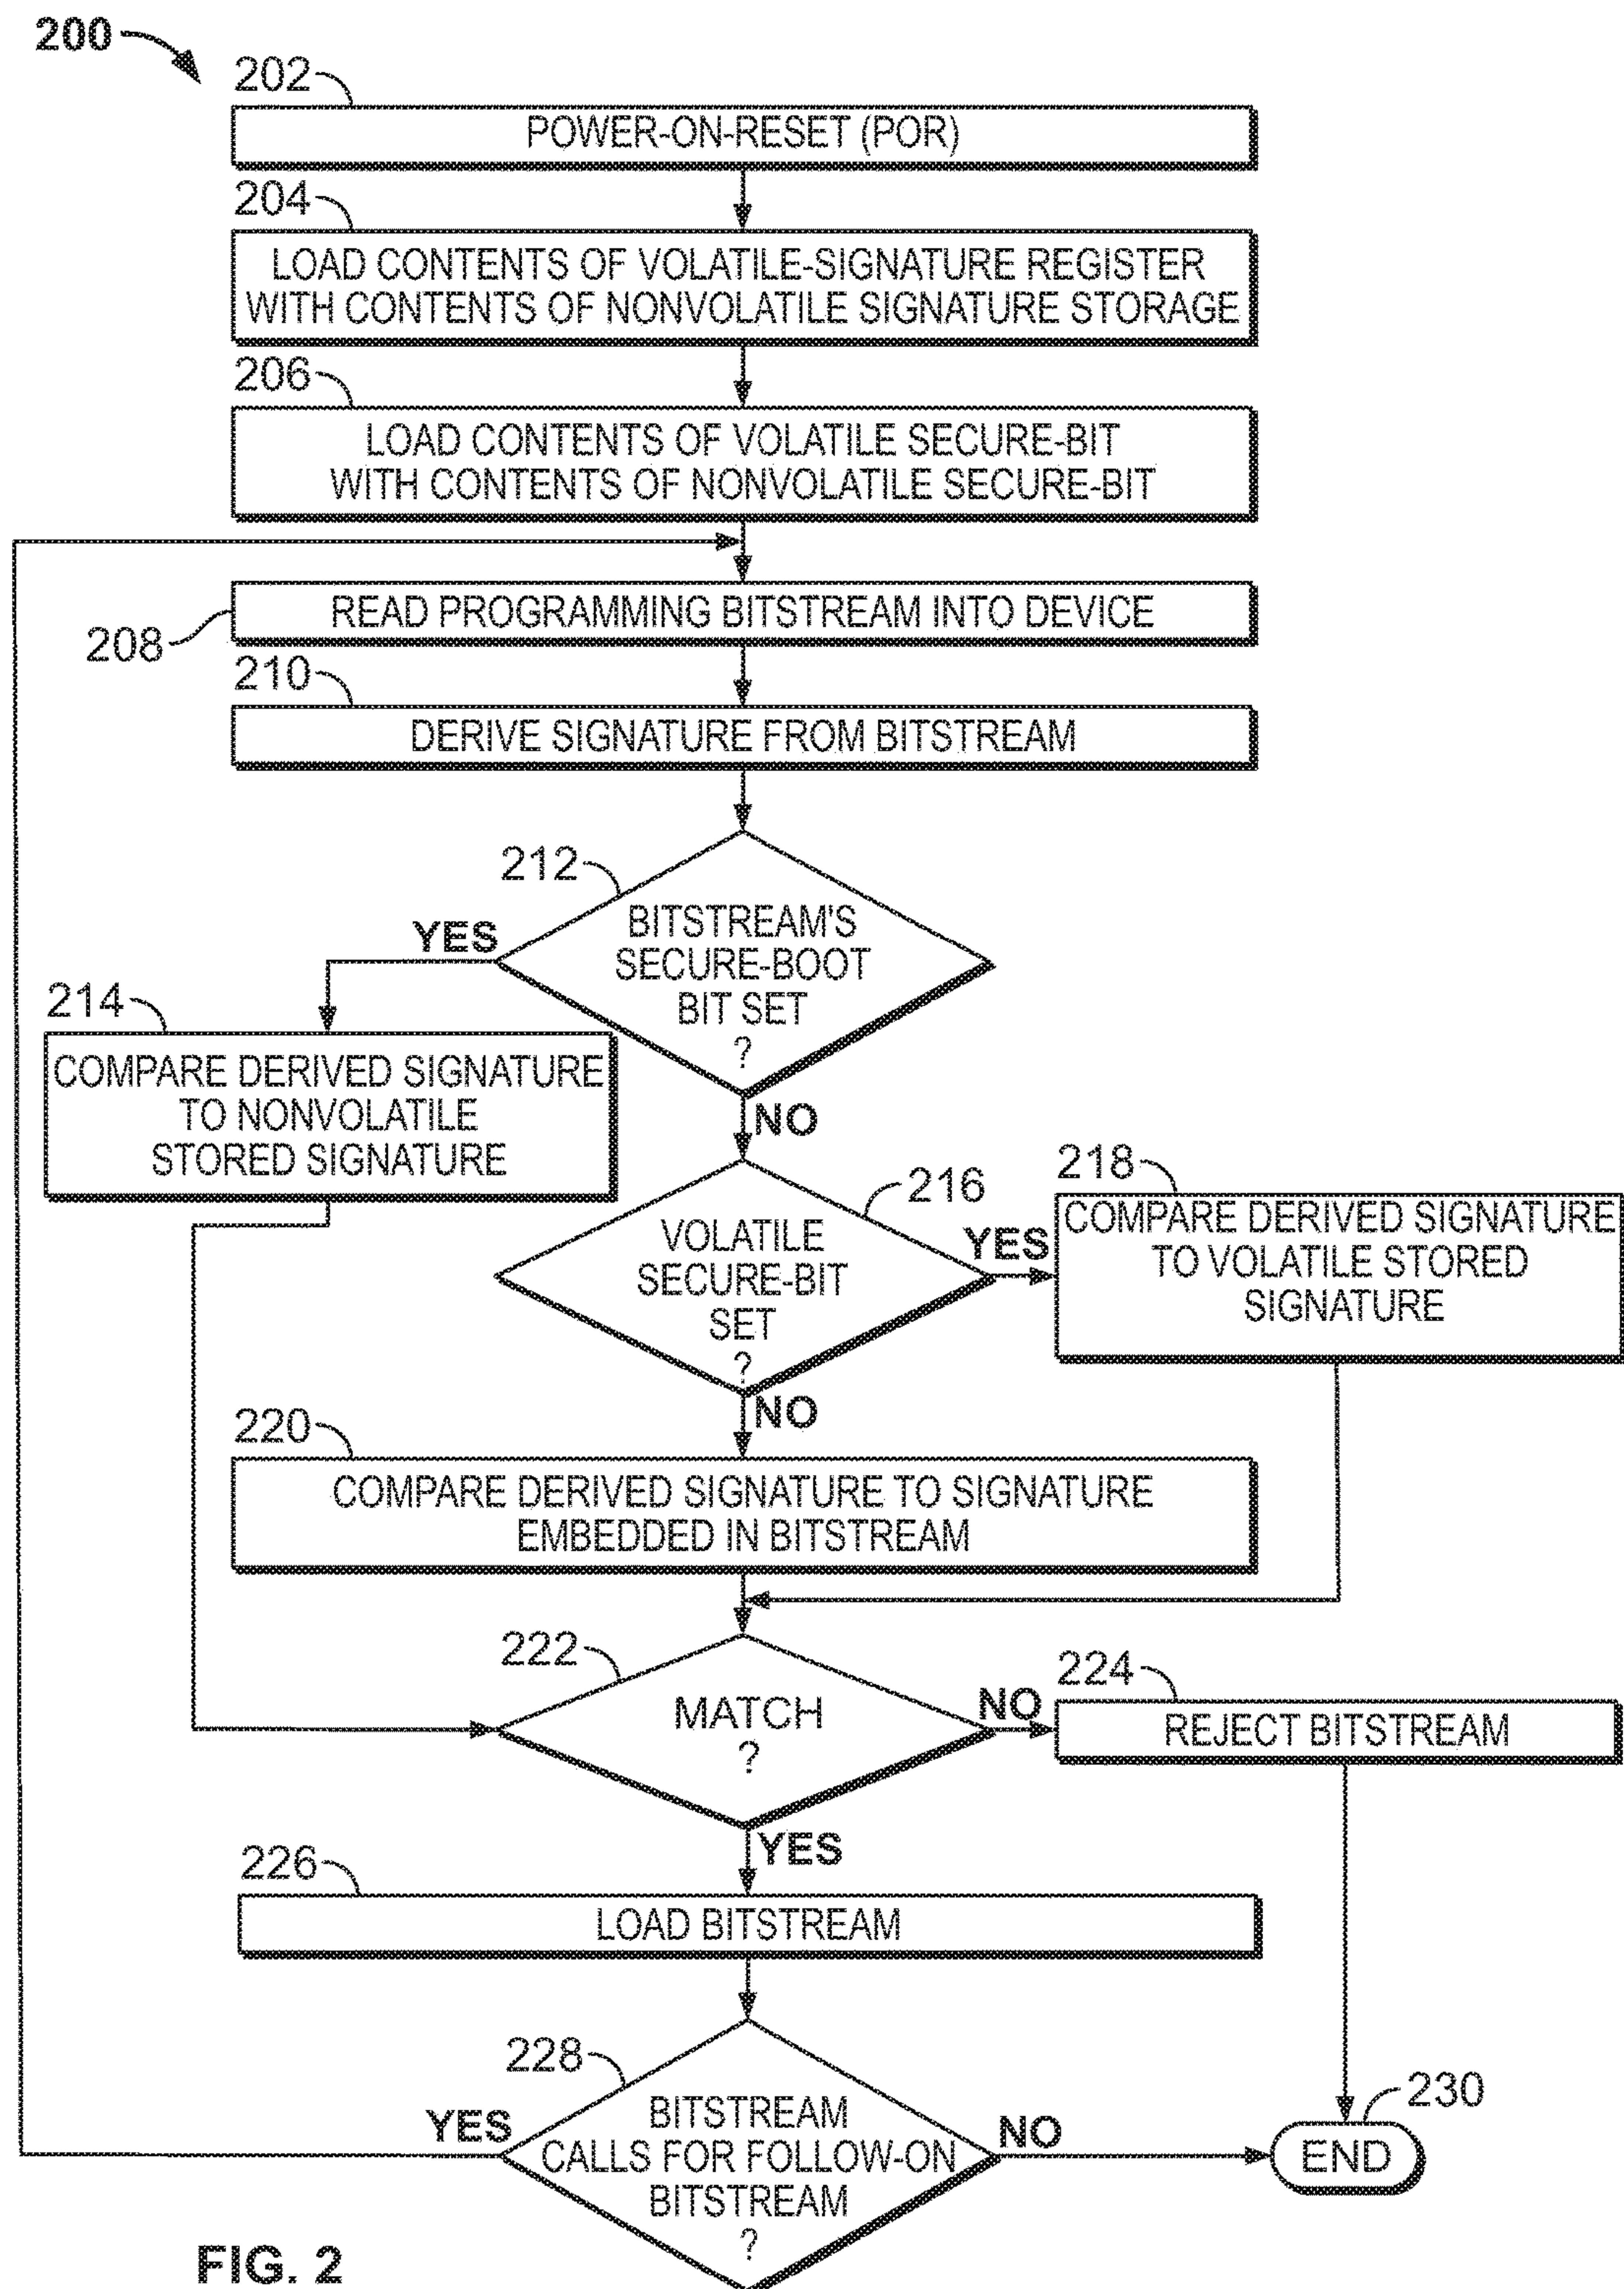 200
202
POWER-ON-RESET (POR)
204
LOAD CONTENTS OF VOLATILE-SIGNATURE REGISTER
WITH CONTENTS OF NONVOLATILE SIGNATURE STORAGE
206
LOAD CONTENTS OF VOLATILE SECURE-BIT
WITH CONTENTS OF NONVOLATILE SECURE-BIT
READ PROGRAMMING BITSTREAM INTO DEVICE
208
210
DERIVE SIGNATURE FROM BITSTREAM
212
BITSTREAM'S
SECURE-BOOT
BIT SET
?
YES
NO
214
COMPARE DERIVED SIGNATURE
TO NONVOLATILE
STORED SIGNATURE
216
VOLATILE
SECURE-BIT
SET
?
YES
NO
218
COMPARE DERIVED SIGNATURE
TO VOLATILE STORED
SIGNATURE
220
COMPARE DERIVED SIGNATURE TO SIGNATURE
EMBEDDED IN BITSTREAM
222
MATCH
?
NO
YES
224
REJECT BITSTREAM
226
LOAD BITSTREAM
228
BITSTREAM
CALLS FOR FOLLOW-ON
BITSTREAM
?
YES
NO
230
END
FIG. 2